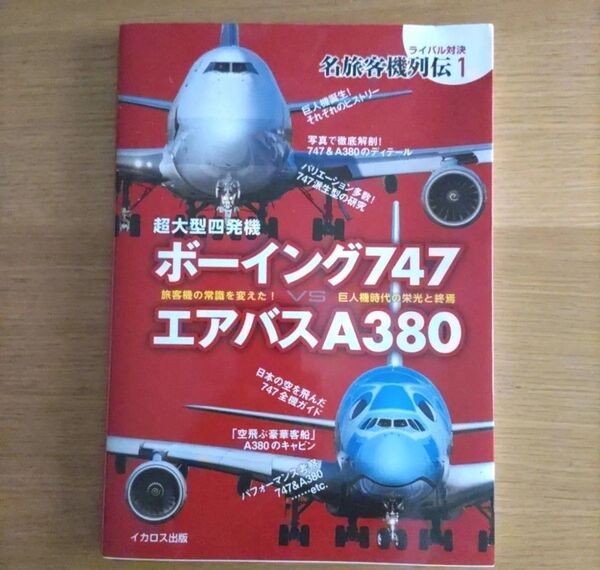 ライバル対決
名旅客機列伝1
巨人機誕生!
それぞれのヒストリー
写真で徹底解剖!
747&A380のディテール
バリエーション多数!
747派生型の研究
超大型四発機
ボーイング747
旅客機の常識を変えた! VS 巨人機時代の栄光と終焉
エアバスA380
日本の空を飛んだ
747全機ガイド
「空飛ぶ豪華客船」
A380のキャビン
パフォーマンス考察
747&A380
……etc.
イカロス出版